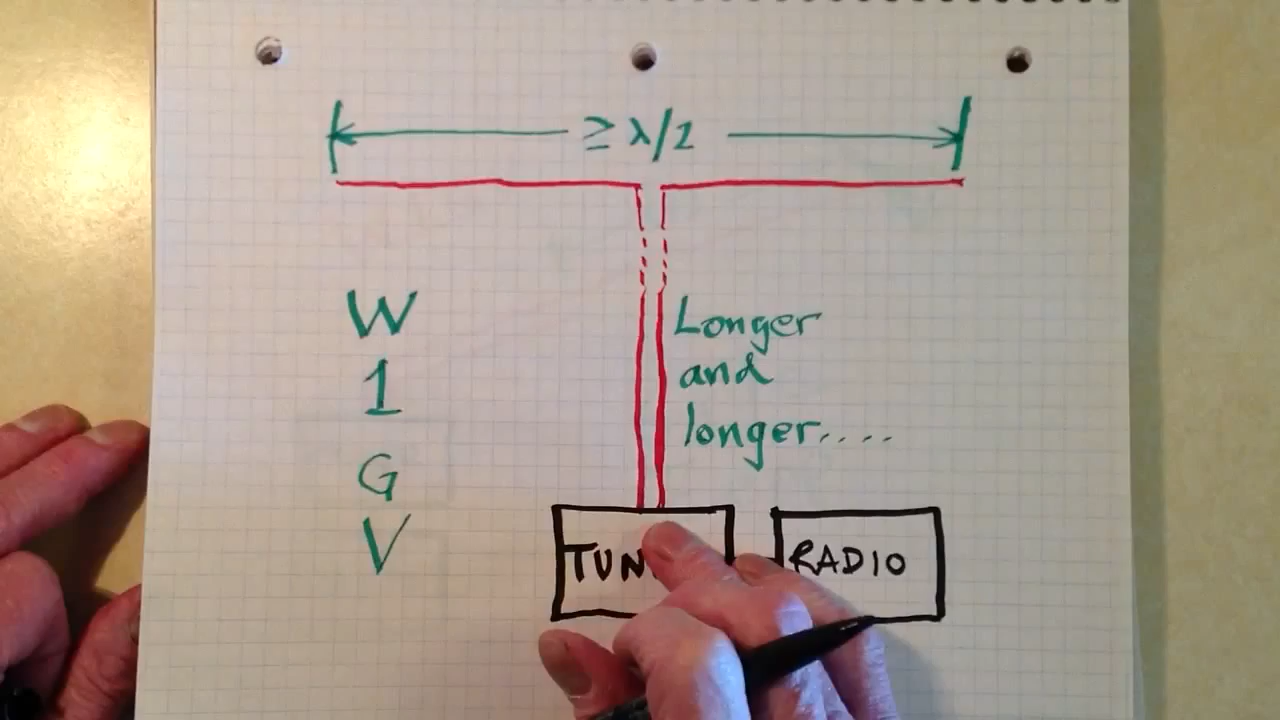 ≥ λ/2
W
1
G
V
Longer
and
longer....
RADIO